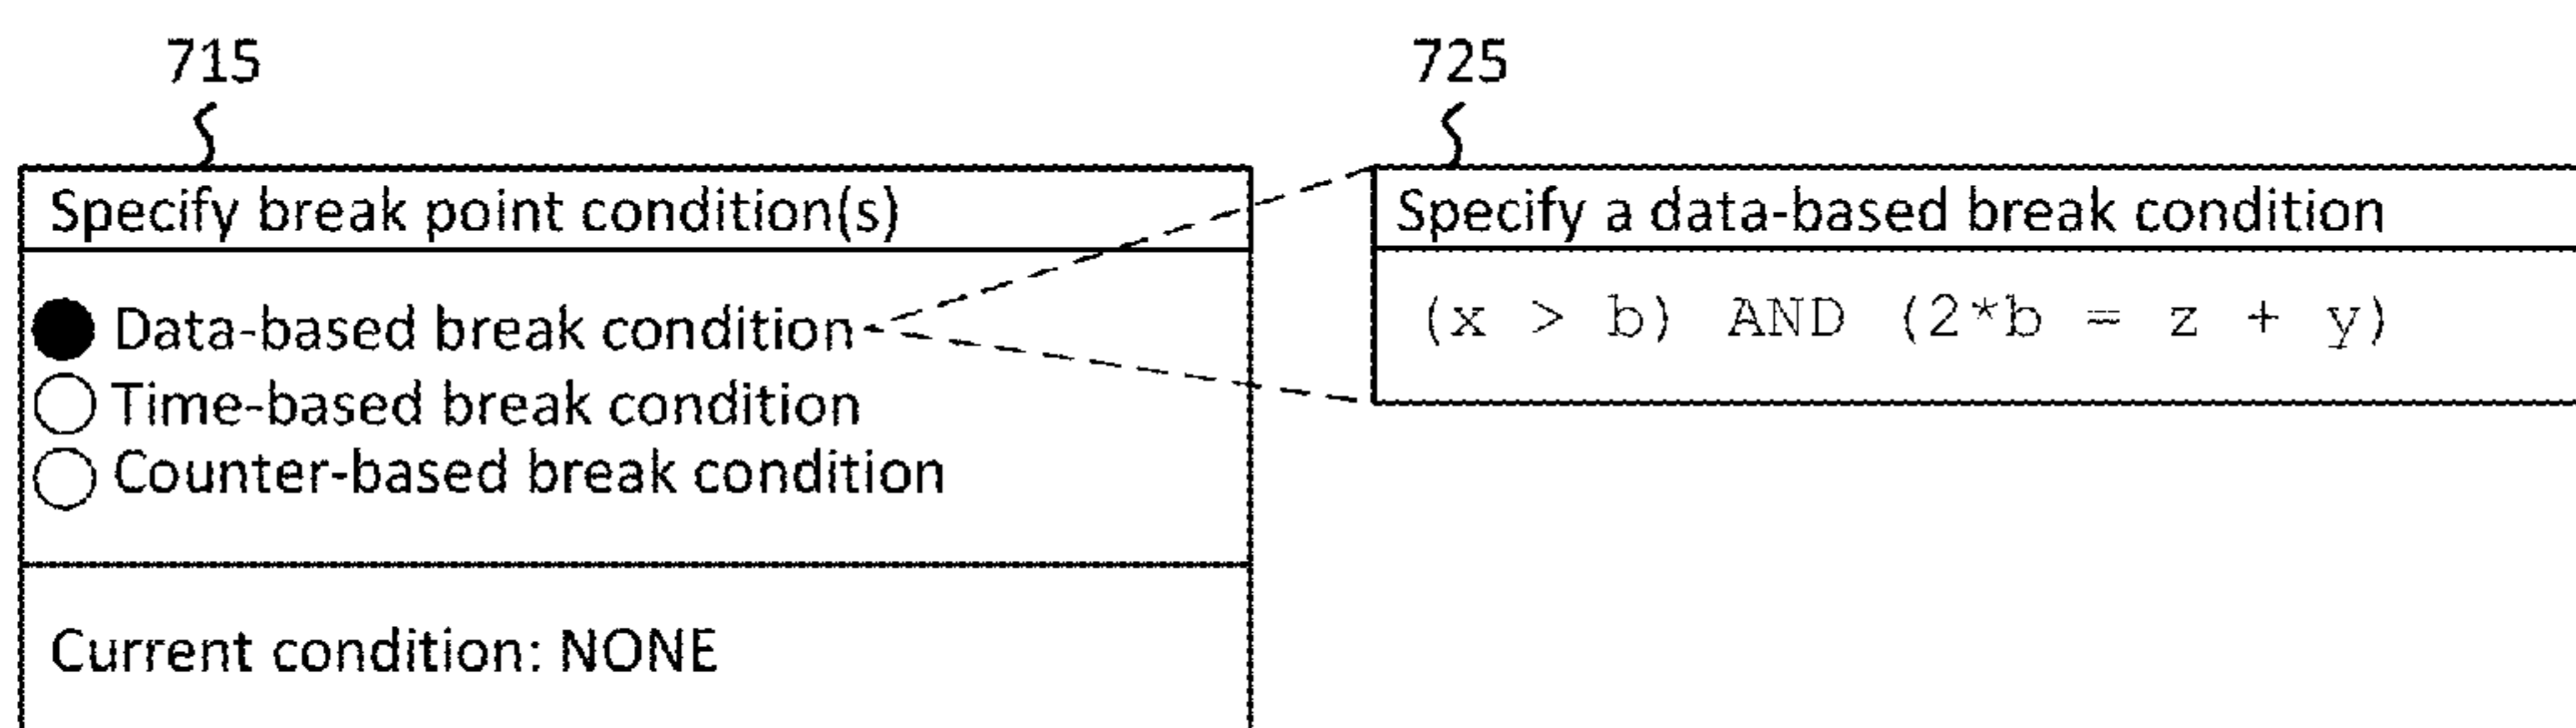 715
Specify break point condition(s)
Data-based break condition
Time-based break condition
Counter-based break condition
Current condition: NONE
725
Specify a data-based break condition
(x > b) AND (2*b = z + y)